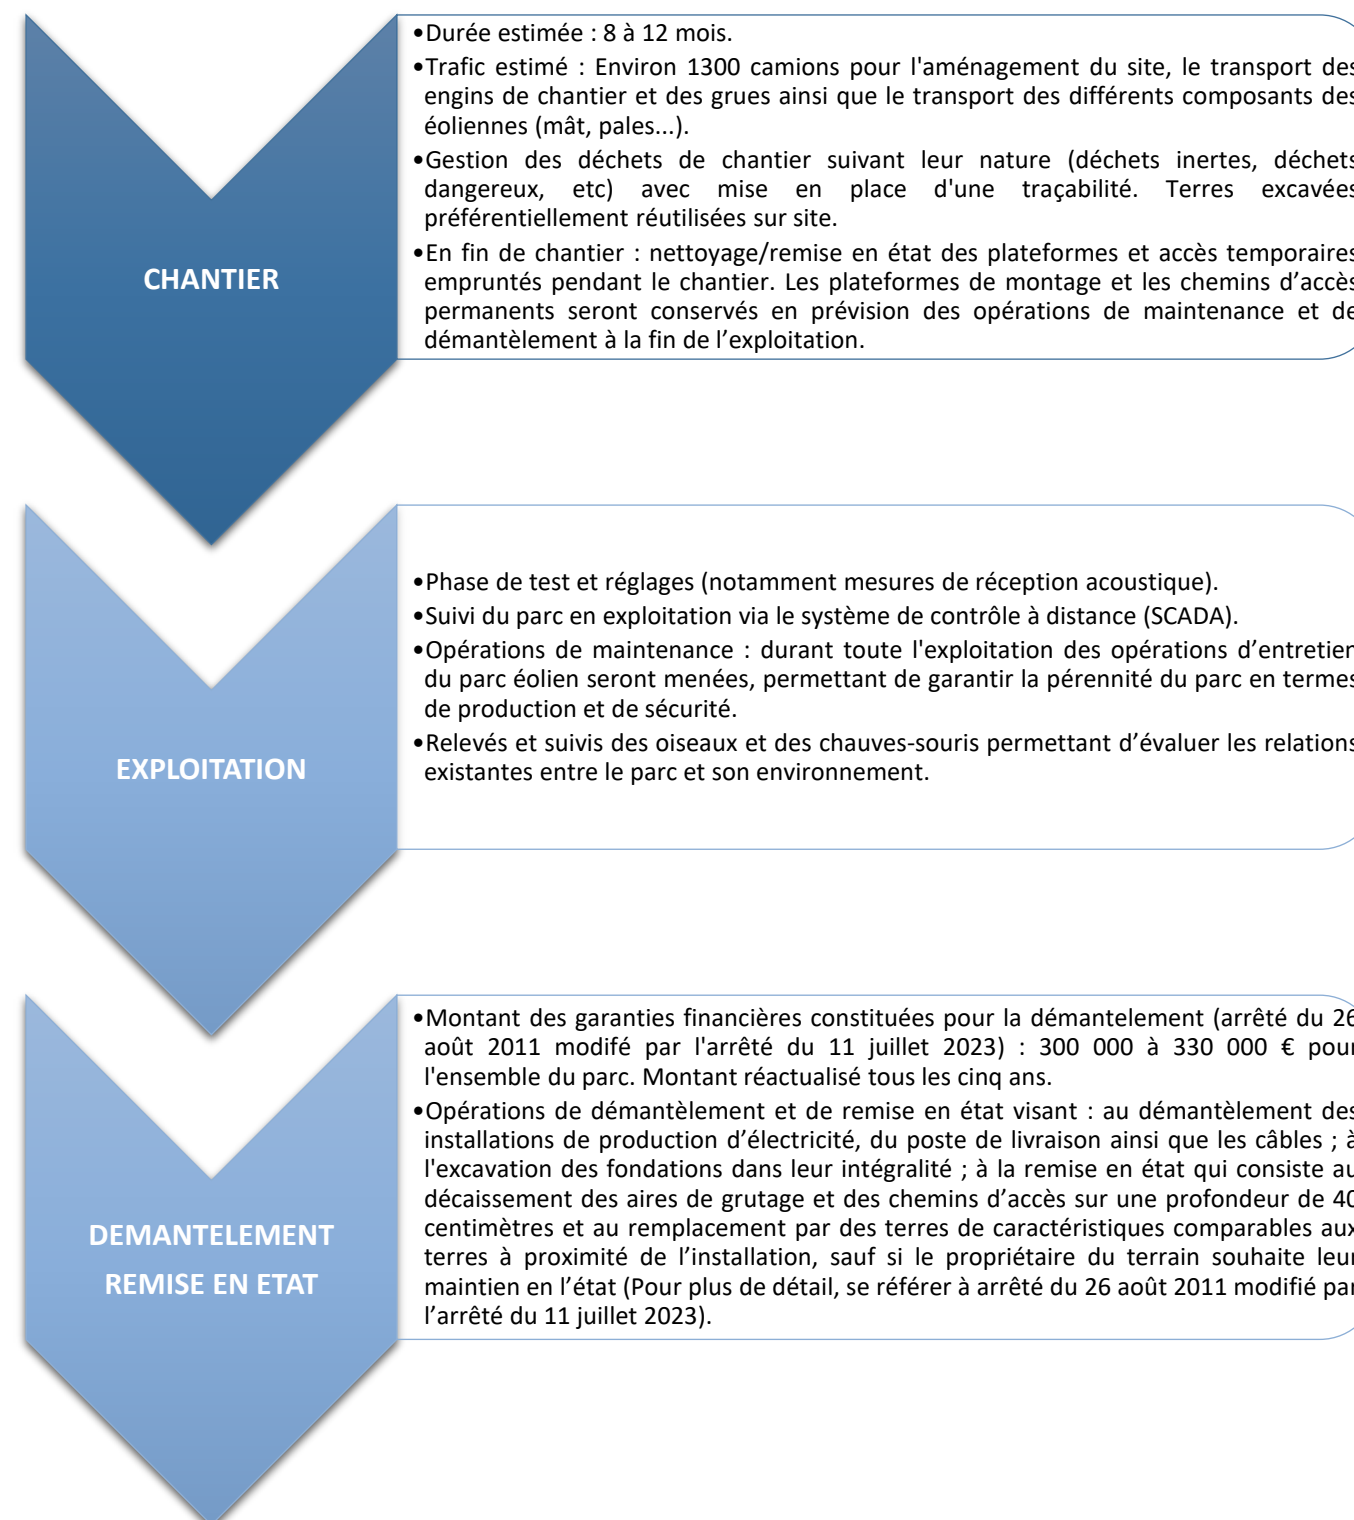 •Durée estimée : 8 à 12 mois.
•Trafic estimé : Environ 1300 camions pour l'aménagement du site, le transport des
engins de chantier et des grues ainsi que le transport des différents composants des
éoliennes (mât, pales...).
•Gestion des déchets de chantier suivant leur nature (déchets inertes, déchets
dangereux, etc) avec mise en place d'une traçabilité. Terres excavées
préférentiellement réutilisées sur site.
•En fin de chantier : nettoyage/remise en état des plateformes et accès temporaires
empruntés pendant le chantier. Les plateformes de montage et les chemins d’accès
permanents seront conservés en prévision des opérations de maintenance et de
démantèlement à la fin de l’exploitation.
CHANTIER
•Phase de test et réglages (notamment mesures de réception acoustique).
•Suivi du parc en exploitation via le système de contrôle à distance (SCADA).
•Opérations de maintenance : durant toute l'exploitation des opérations d’entretien
du parc éolien seront menées, permettant de garantir la pérennité du parc en termes
de production et de sécurité.
•Relevés et suivis des oiseaux et des chauves-souris permettant d’évaluer les relations
existantes entre le parc et son environnement.
EXPLOITATION
•Montant des garanties financières constituées pour la démantelement (arrêté du 26
août 2011 modifé par l'arrêté du 11 juillet 2023) : 300 000 à 330 000 € pour
l'ensemble du parc. Montant réactualisé tous les cinq ans.
•Opérations de démantèlement et de remise en état visant : au démantèlement des
installations de production d’électricité, du poste de livraison ainsi que les câbles ; à
l'excavation des fondations dans leur intégralité ; à la remise en état qui consiste au
décaissement des aires de grutage et des chemins d’accès sur une profondeur de 40
centimètres et au remplacement par des terres de caractéristiques comparables aux
terres à proximité de l’installation, sauf si le propriétaire du terrain souhaite leur
maintien en l’état (Pour plus de détail, se référer à arrêté du 26 août 2011 modifié par
l’arrêté du 11 juillet 2023).
DEMANTELEMENT
REMISE EN ETAT